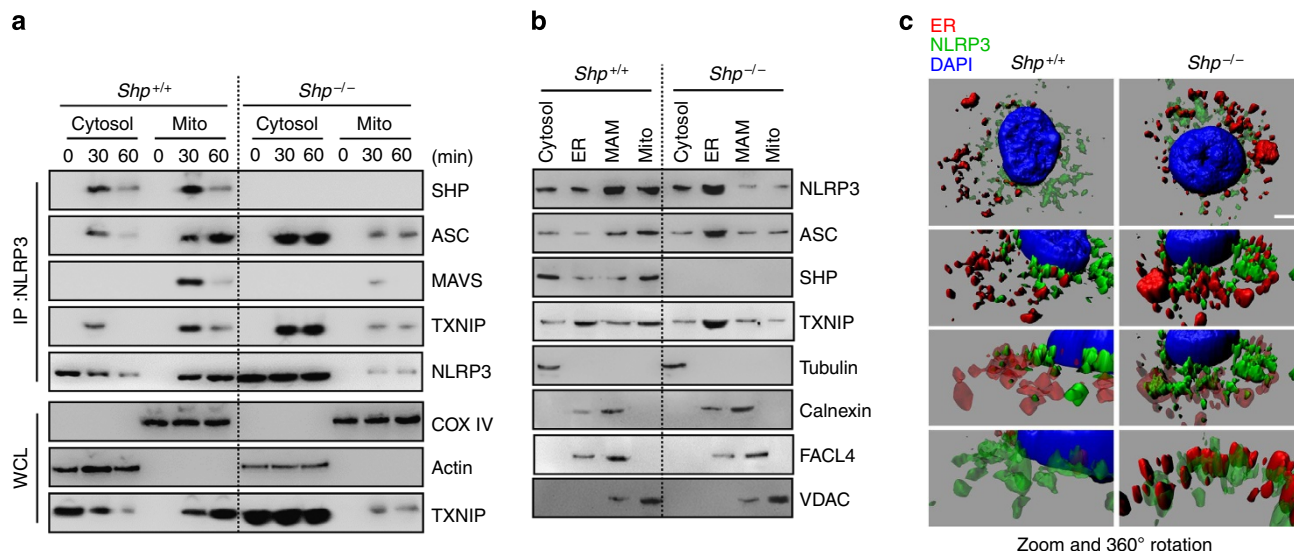 a
Shp+/+ Shp−/−
Cytosol Mito Cytosol Mito
0 30 60 0 30 60 0 30 60 0 30 60 (min)
IP :NLRP3
SHP
ASC
MAVS
TXNIP
NLRP3
WCL
COX IV
Actin
TXNIP
b
Shp+/+ Shp−/−
Cytosol ER MAM Mito Cytosol ER MAM Mito
NLRP3
ASC
SHP
TXNIP
Tubulin
Calnexin
FACL4
VDAC
c
ER
NLRP3
DAPI
Shp+/+ Shp−/−
Zoom and 360° rotation